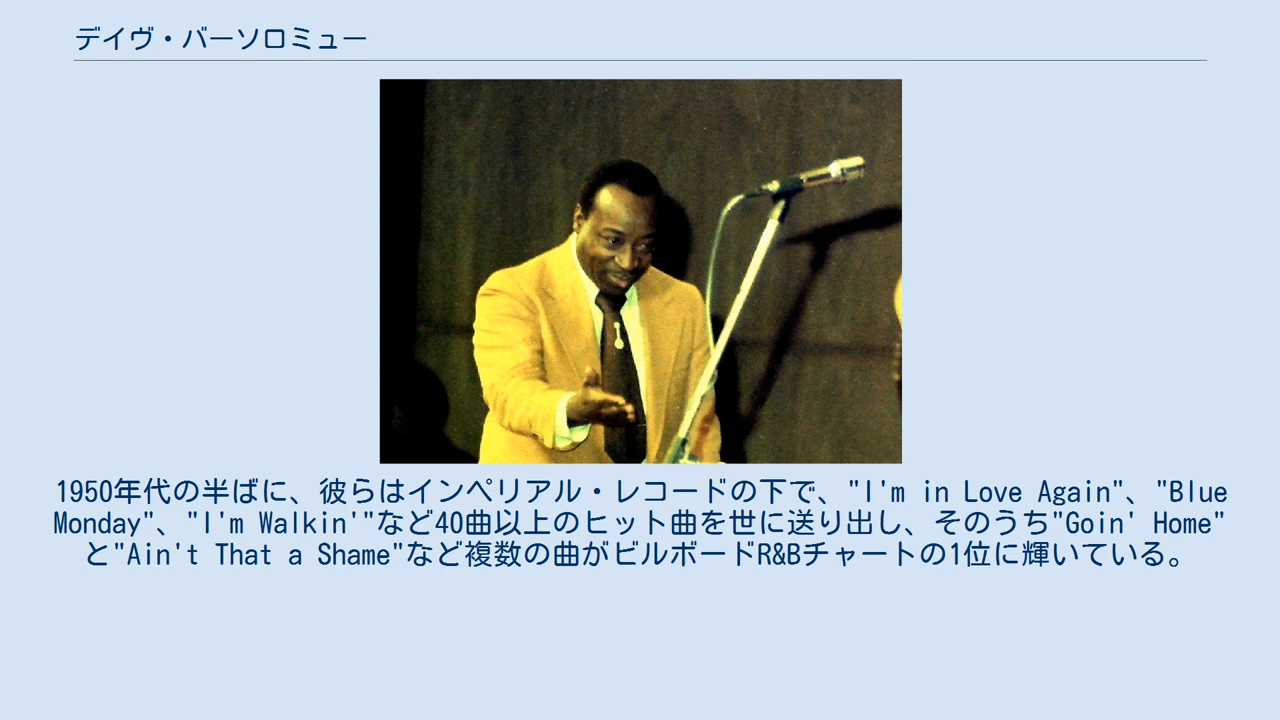 デイヴ・バーソロミュー
1950年代の半ばに、彼らはインペリアル・レコードの下で、"I'm in Love Again"、"Blue
Monday"、"I'm Walkin'"など40曲以上のヒット曲を世に送り出し、そのうち"Goin' Home"
と"Ain't That a Shame"など複数の曲がビルボードR&Bチャートの1位に輝いている。